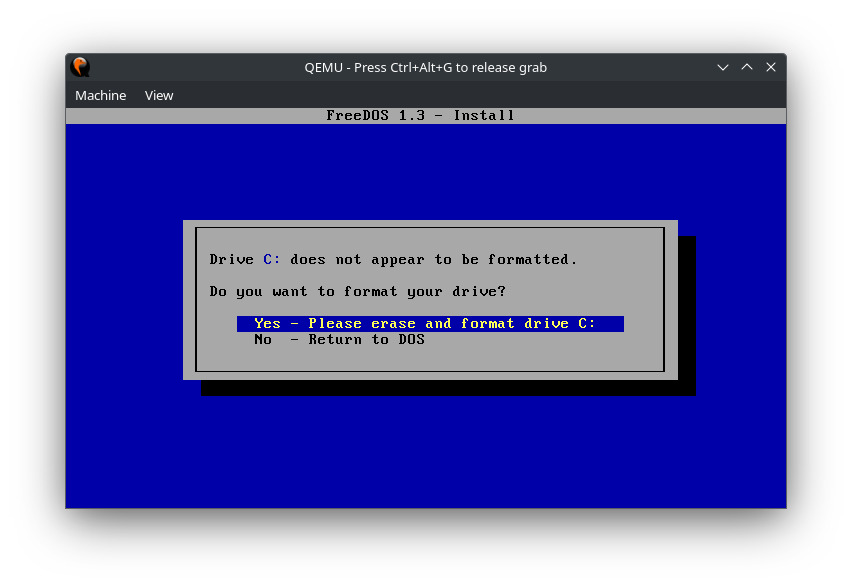 QEMU - Press Ctrl+Alt+G to release grab
Machine View
FreeDOS 1.3 - Install
Drive C: does not appear to be formatted.
Do you want to format your drive?
Yes - Please erase and format drive C:
No - Return to DOS